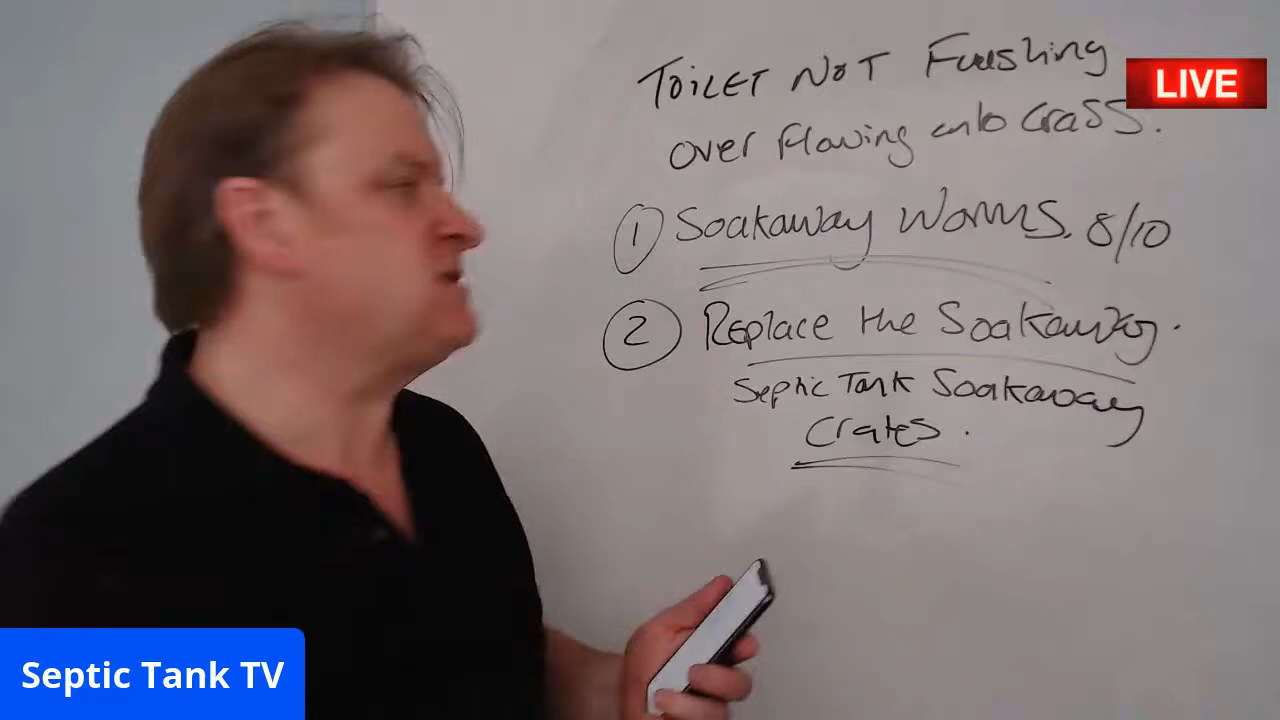 TOILET NOT Flushing
LIVE
over flowing onto Grass.
① Soakaway Worms. 8/10
② Replace the Soakaway.
Septic Tank Soakaway
Crates.
Septic Tank TV